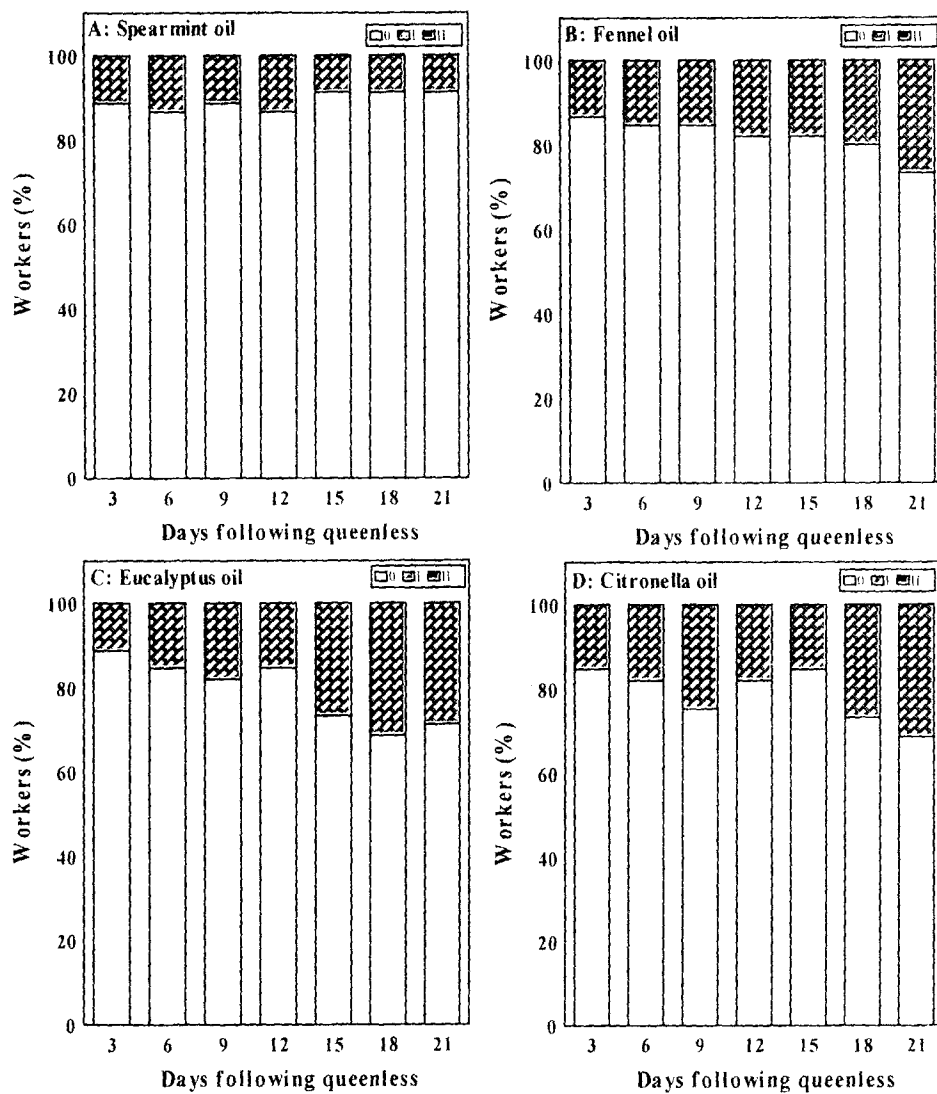 A: Spearmint oil
0 I II
100
80
60
40
20
0
Workers (%)
3 6 9 12 15 18 21
Days following queenless
B: Fennel oil
0 I II
100
80
60
40
20
0
Workers (%)
3 6 9 12 15 18 21
Days following queenless
C: Eucalyptus oil
0 I II
100
80
60
40
20
0
Workers (%)
3 6 9 12 15 18 21
Days following queenless
D: Citronella oil
0 I II
100
80
60
40
20
0
Workers (%)
3 6 9 12 15 18 21
Days following queenless